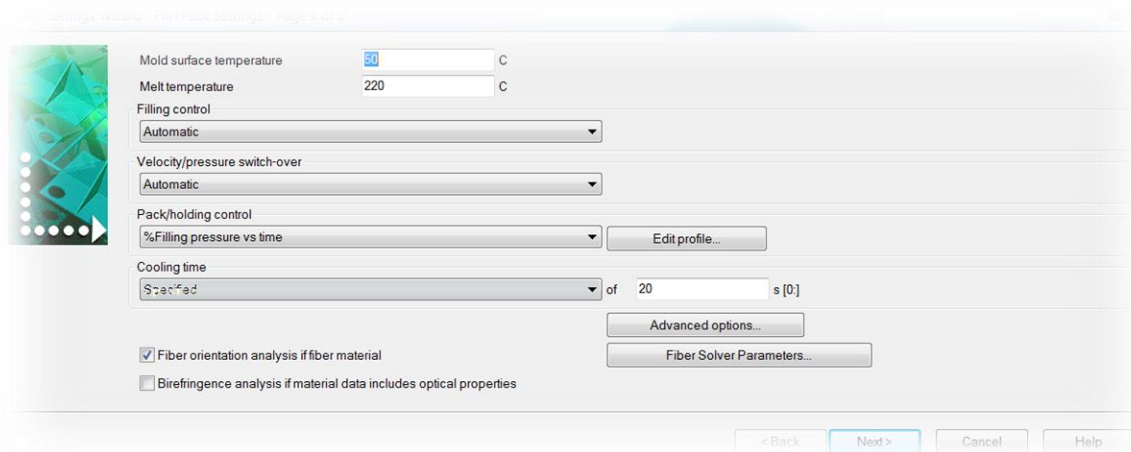 Mold surface temperature 50 C
Melt temperature 220 C
Filling control
Automatic
Velocity/pressure switch-over
Automatic
Pack/holding control
%Filling pressure vs time Edit profile...
Cooling time
Specified of 20 s [0:]
Advanced options...
Fiber orientation analysis if fiber material Fiber Solver Parameters...
Birefringence analysis if material data includes optical properties
< Back Next > Cancel Help